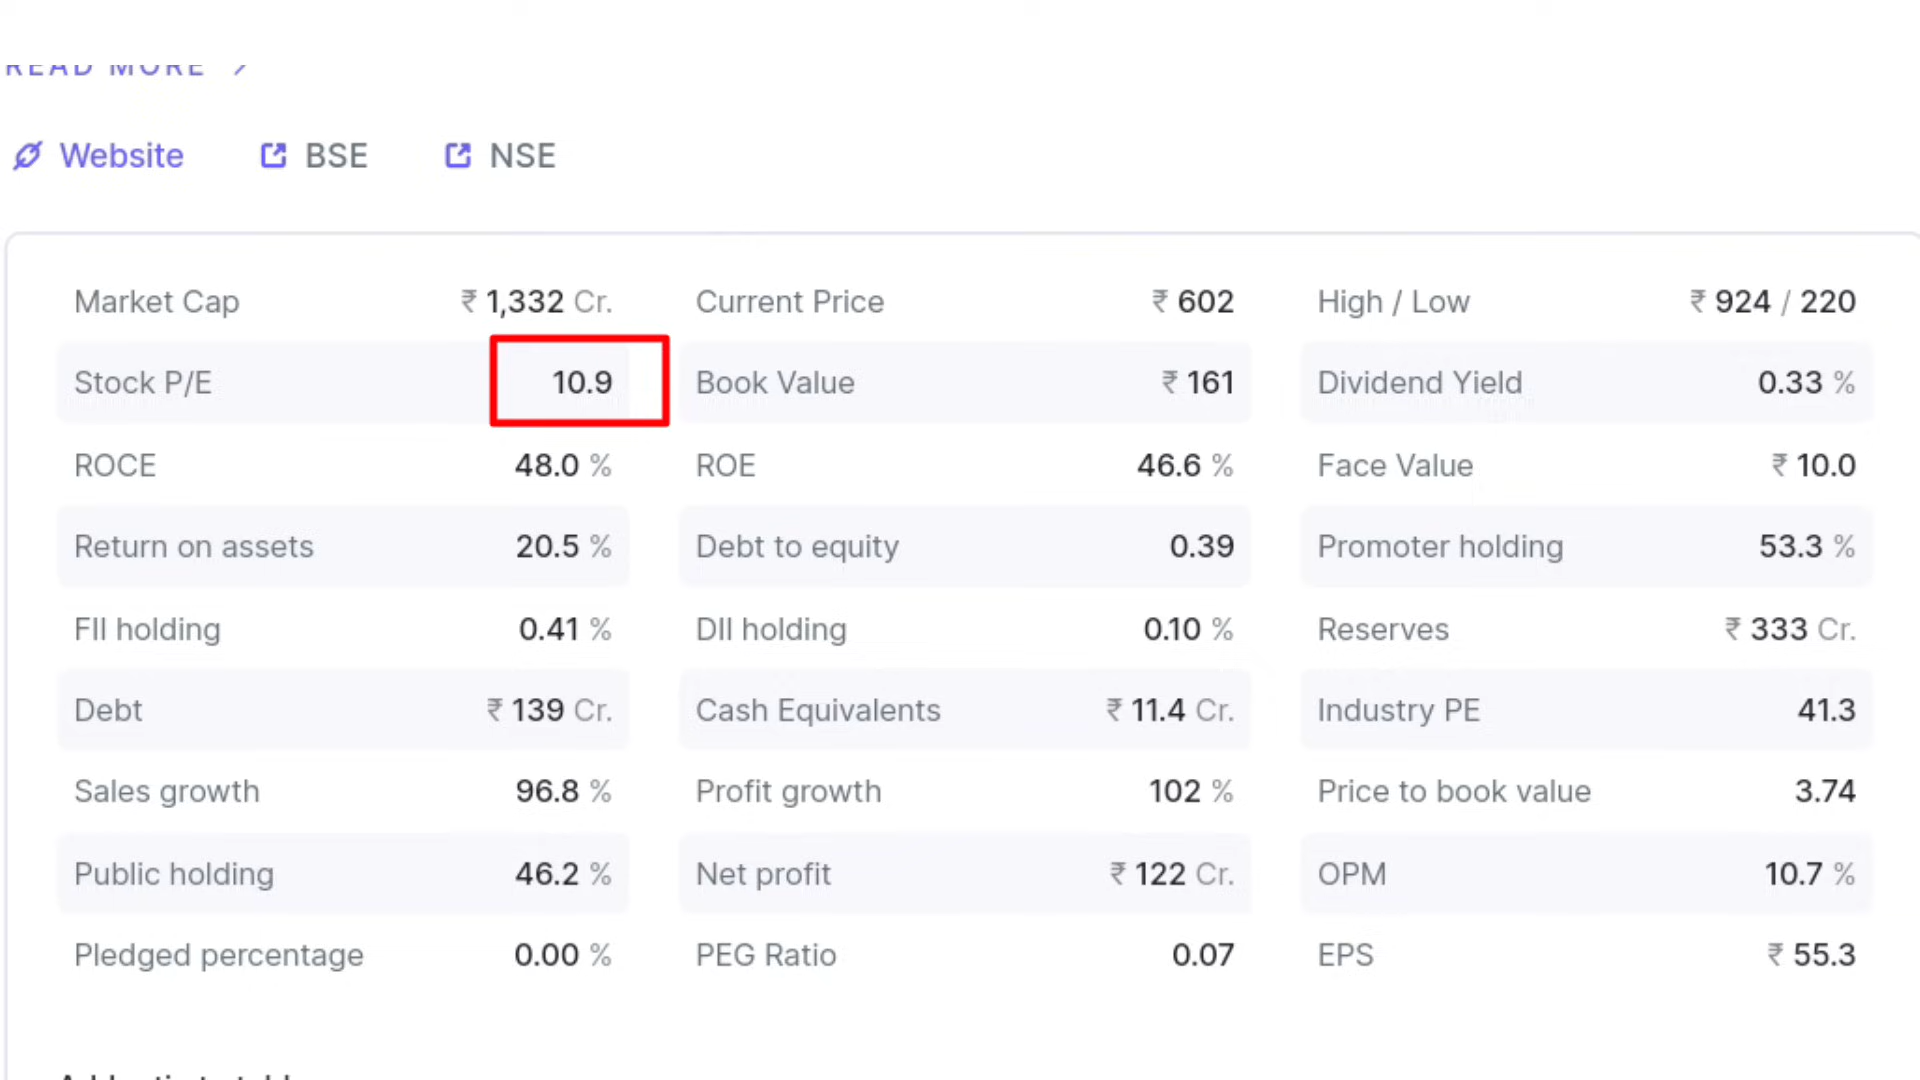 READ MORE
Website BSE NSE
Market Cap ₹ 1,332 Cr. Current Price ₹ 602 High / Low ₹ 924 / 220
Stock P/E 10.9 Book Value ₹ 161 Dividend Yield 0.33 %
ROCE 48.0 % ROE 46.6 % Face Value ₹ 10.0
Return on assets 20.5 % Debt to equity 0.39 Promoter holding 53.3 %
FII holding 0.41 % DII holding 0.10 % Reserves ₹ 333 Cr.
Debt ₹ 139 Cr. Cash Equivalents ₹ 11.4 Cr. Industry PE 41.3
Sales growth 96.8 % Profit growth 102 % Price to book value 3.74
Public holding 46.2 % Net profit ₹ 122 Cr. OPM 10.7 %
Pledged percentage 0.00 % PEG Ratio 0.07 EPS ₹ 55.3